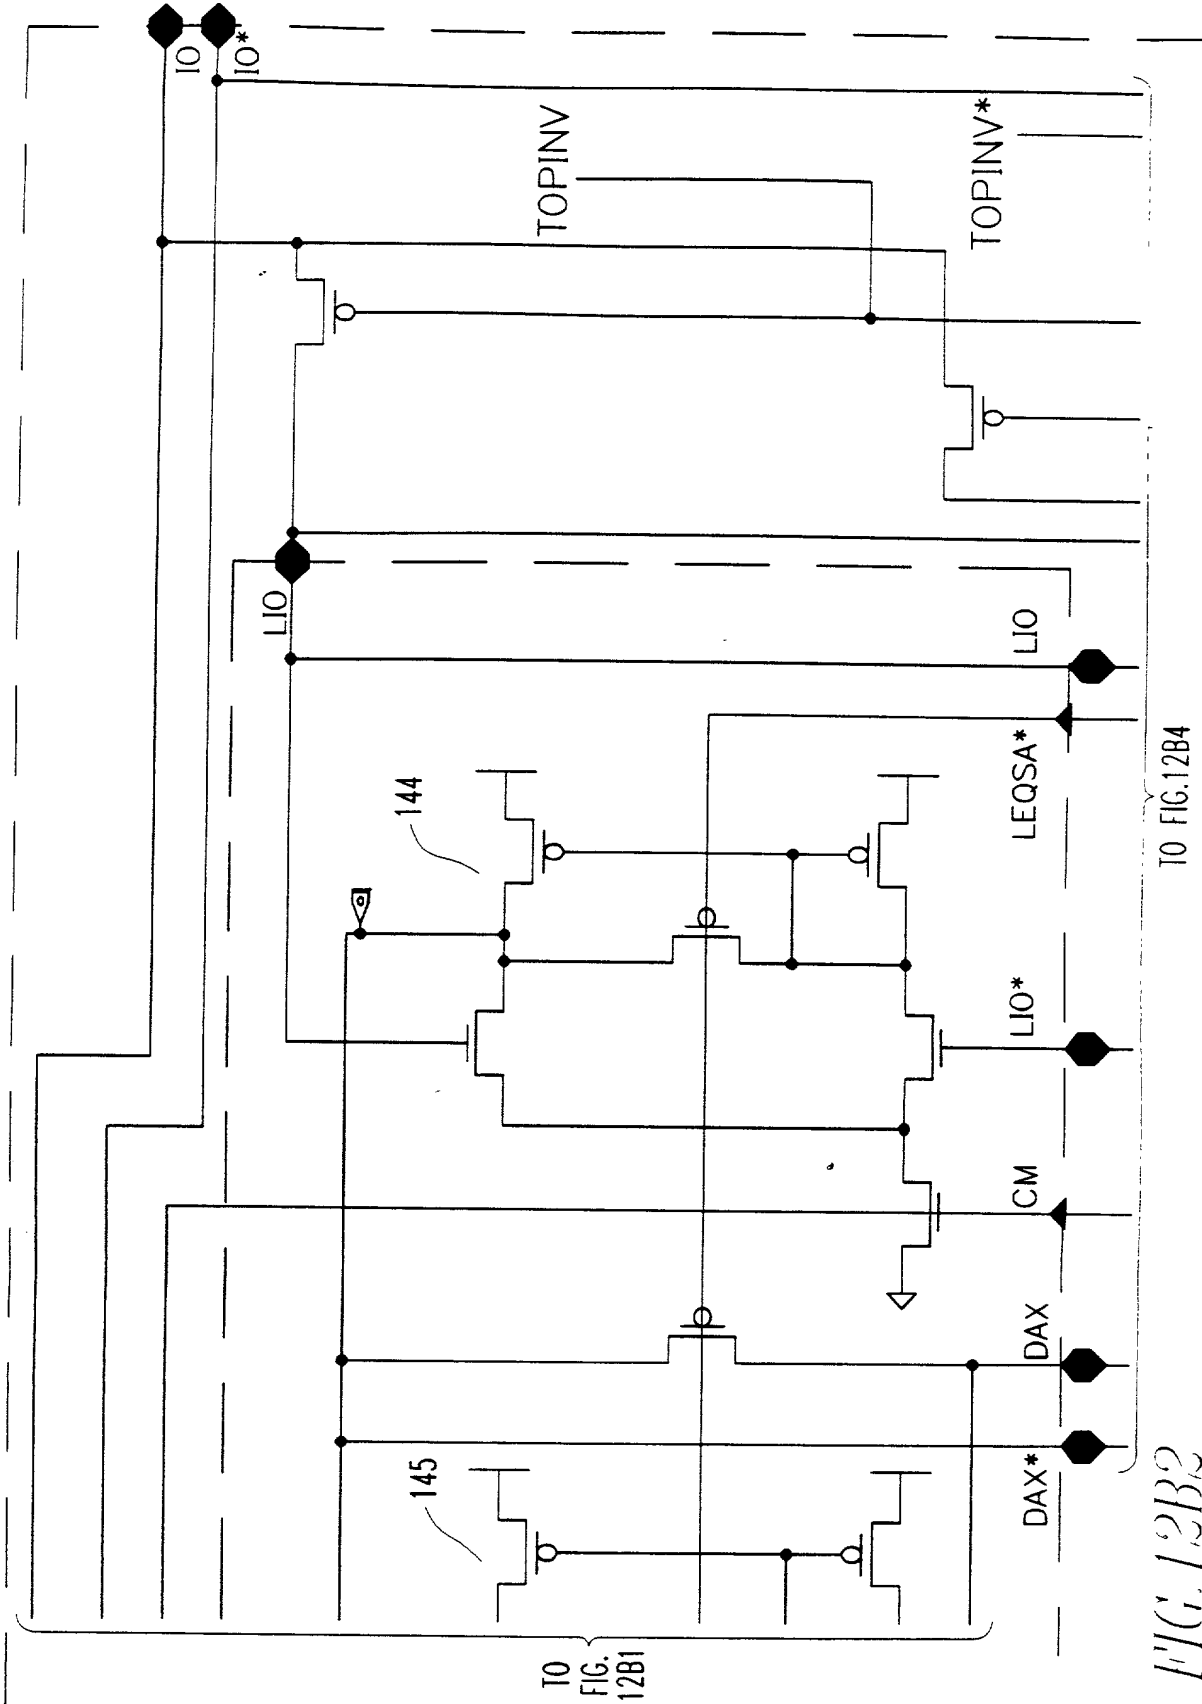 IO
IO*
TOPINV
TOPINV*
LIO
LIO
LEQSA*
144
LIO*
CM
DAX
DAX*
145
TO FIG.12B4
TO
FIG.
12B1
FIG. 12B2